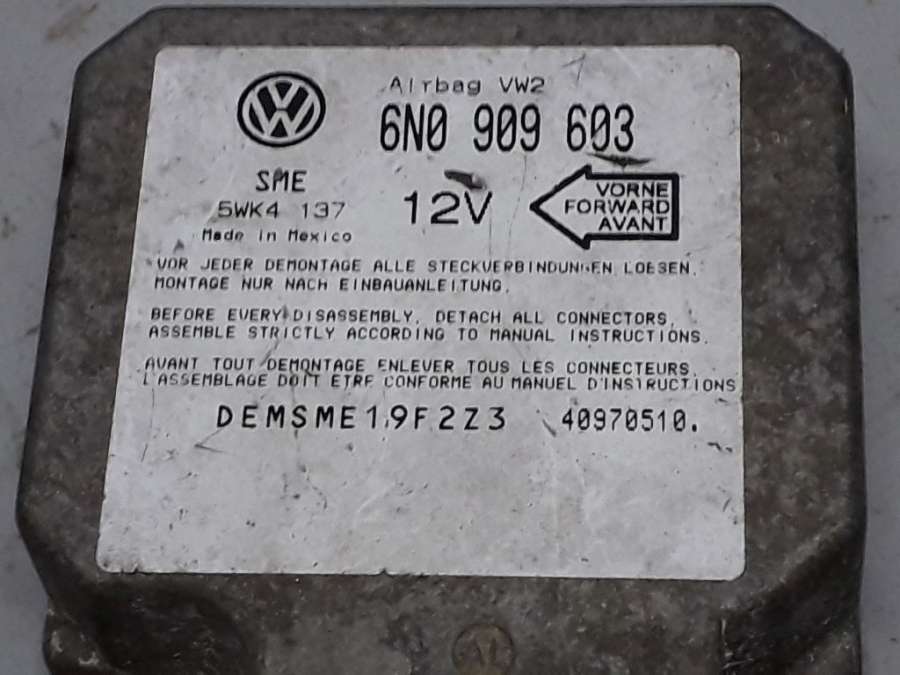 Airbag VW2
6N0 909 603
SME
5WK4 137
Made in Mexico
12V
VORNE
FORWARD
AVANT
VOR JEDER DEMONTAGE ALLE STECKVERBINDUNGEN LOESEN.
MONTAGE NUR NACH EINBAUANLEITUNG.
BEFORE EVERY DISASSEMBLY, DETACH ALL CONNECTORS.
ASSEMBLE STRICTLY ACCORDING TO MANUAL INSTRUCTIONS.
AVANT TOUT DEMONTAGE ENLEVER TOUS LES CONNECTEURS.
L'ASSEMBLAGE DOIT ETRE CONFORME AU MANUEL D'INSTRUCTIONS
DEMSME1,9F2Z3 40970510.